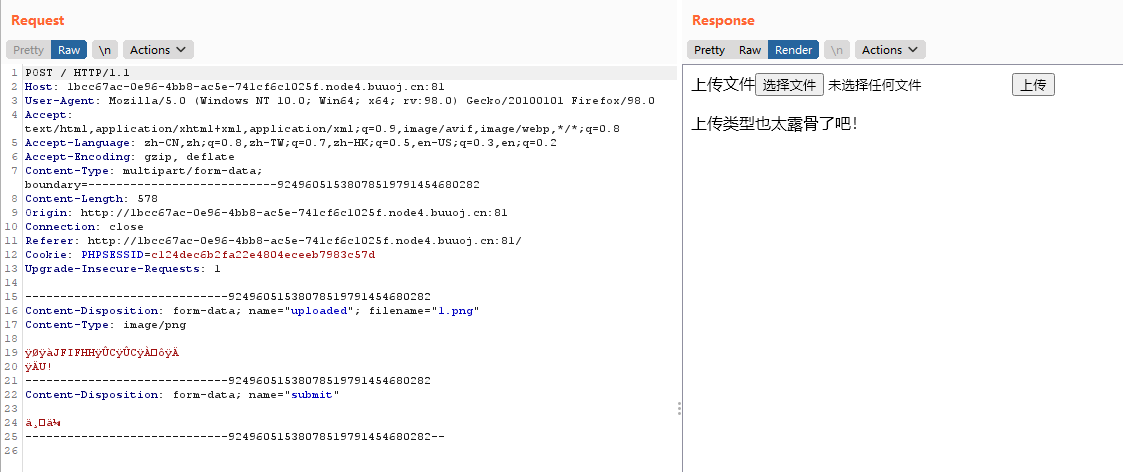 Request
Response
Pretty Raw \n Actions
Pretty Raw Render \n Actions
1 POST / HTTP/1.1
2 Host: 1bcc67ac-0e96-4bb8-ac5e-741cf6c1025f.node4.buuoj.cn:81
3 User-Agent: Mozilla/5.0 (Windows NT 10.0; Win64; x64; rv:98.0) Gecko/20100101 Firefox/98.0
4 Accept:
text/html,application/xhtml+xml,application/xml;q=0.9,image/avif,image/webp,*/*;q=0.8
5 Accept-Language: zh-CN,zh;q=0.8,zh-TW;q=0.7,zh-HK;q=0.5,en-US;q=0.3,en;q=0.2
6 Accept-Encoding: gzip, deflate
7 Content-Type: multipart/form-data;
boundary=---------------------------92496051538078519791454680282
8 Content-Length: 578
9 Origin: http://1bcc67ac-0e96-4bb8-ac5e-741cf6c1025f.node4.buuoj.cn:81
10 Connection: close
11 Referer: http://1bcc67ac-0e96-4bb8-ac5e-741cf6c1025f.node4.buuoj.cn:81/
12 Cookie: PHPSESSID=c124dec6b2fa22e4804eceeb7983c57d
13 Upgrade-Insecure-Requests: 1
14
15 -----------------------------92496051538078519791454680282
16 Content-Disposition: form-data; name="uploaded"; filename="1.png"
17 Content-Type: image/png
18
19 ÿØÿàJFIFHHÿÛCÿÛCÿÀ□ôÿÄ
20 ÿÄU!
21 -----------------------------92496051538078519791454680282
22 Content-Disposition: form-data; name="submit"
23
24 ä¸□ä¼
25 -----------------------------92496051538078519791454680282--
26
上传文件 选择文件 未选择任何文件 上传
上传类型也太露骨了吧!